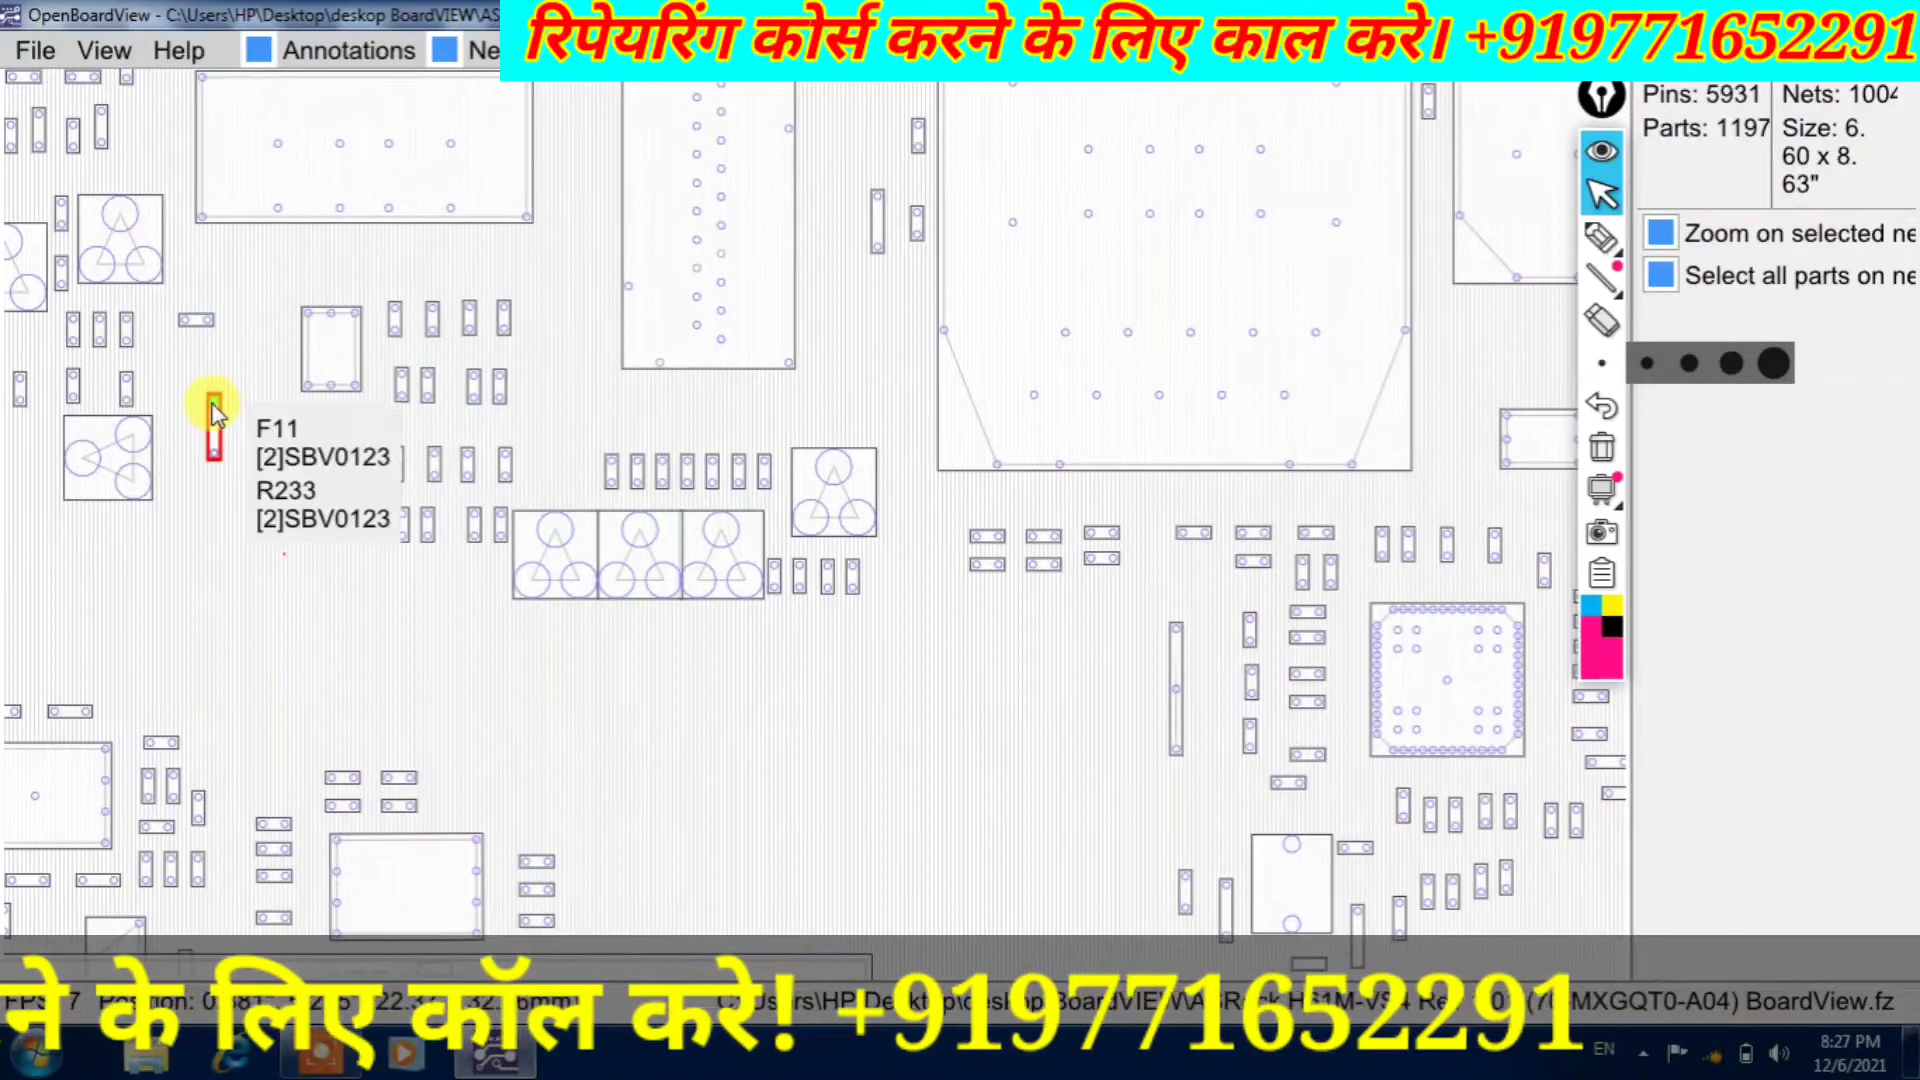 OpenBoardView - C:\Users\HP\Desktop\deskop BoardVIEW\AS
रिपेयरिंग कोर्स करने के लिए काल करे। +919771652291
File View Help Annotations Ne
Pins: 5931 Nets: 1004
Parts: 1197 Size: 6.
60 x 8.
63"
Zoom on selected ne
Select all parts on ne
F11
[2]SBV0123
R233
[2]SBV0123
ने के लिए कॉल करे! +919771652291
BoardView.fz
EN
8:27 PM
12/6/2021